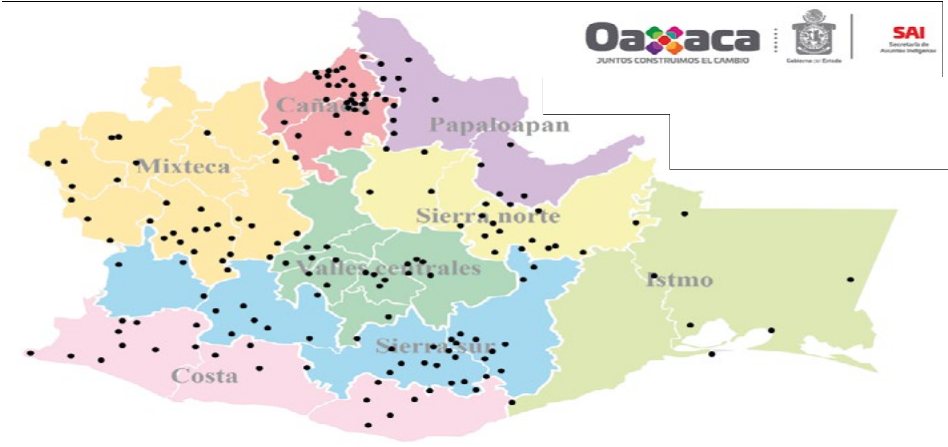 Oaxaca
JUNTOS CONSTRUIMOS EL CAMBIO
Gobierno del Estado
SAI
Secretaría de
Asuntos Indígenas
Cañada
Papaloapan
Mixteca
Sierra norte
Valles centrales
Istmo
Sierra sur
Costa